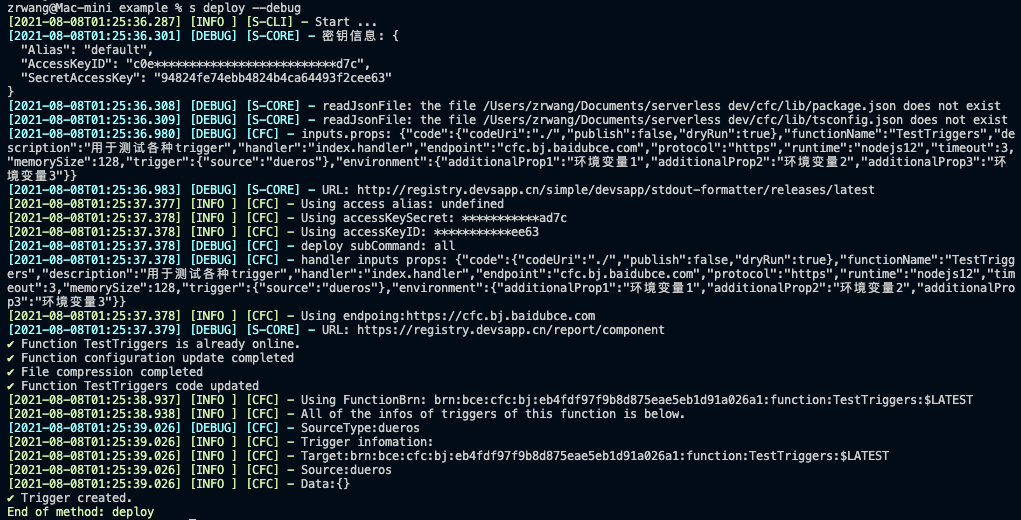 zrwang@Mac-mini example % s deploy --debug
[2021-08-08T01:25:36.287] [INFO ] [S-CLI] - Start ...
[2021-08-08T01:25:36.301] [DEBUG] [S-CORE] - 密钥信息: {
  "Alias": "default",
  "AccessKeyID": "c0e***************************d7c",
  "SecretAccessKey": "94824fe74ebb4824b4ca64493f2cee63"
}
[2021-08-08T01:25:36.308] [DEBUG] [S-CORE] - readJsonFile: the file /Users/zrwang/Documents/serverless dev/cfc/lib/package.json does not exist
[2021-08-08T01:25:36.309] [DEBUG] [S-CORE] - readJsonFile: the file /Users/zrwang/Documents/serverless dev/cfc/lib/tsconfig.json does not exist
[2021-08-08T01:25:36.980] [DEBUG] [CFC] - inputs.props: {"code":{"codeUri":"./","publish":false,"dryRun":true},"functionName":"TestTriggers","de
scription":"用于测试各种trigger","handler":"index.handler","endpoint":"cfc.bj.baidubce.com","protocol":"https","runtime":"nodejs12","timeout":3,
"memorySize":128,"trigger":{"source":"dueros"},"environment":{"additionalProp1":"环境变量1","additionalProp2":"环境变量2","additionalProp3":"环
境变量3"}}
[2021-08-08T01:25:36.983] [DEBUG] [S-CORE] - URL: http://registry.devsapp.cn/simple/devsapp/stdout-formatter/releases/latest
[2021-08-08T01:25:37.377] [INFO ] [CFC] - Using access alias: undefined
[2021-08-08T01:25:37.378] [INFO ] [CFC] - Using accessKeySecret: ************ad7c
[2021-08-08T01:25:37.378] [INFO ] [CFC] - Using accessKeyID: ************ee63
[2021-08-08T01:25:37.378] [DEBUG] [CFC] - deploy subCommand: all
[2021-08-08T01:25:37.378] [DEBUG] [CFC] - handler inputs props: {"code":{"codeUri":"./","publish":false,"dryRun":true},"functionName":"TestTrigg
ers","description":"用于测试各种trigger","handler":"index.handler","endpoint":"cfc.bj.baidubce.com","protocol":"https","runtime":"nodejs12","tim
eout":3,"memorySize":128,"trigger":{"source":"dueros"},"environment":{"additionalProp1":"环境变量1","additionalProp2":"环境变量2","additionalPro
p3":"环境变量3"}}
[2021-08-08T01:25:37.378] [INFO ] [CFC] - Using endpoing:https://cfc.bj.baidubce.com
[2021-08-08T01:25:37.379] [DEBUG] [S-CORE] - URL: https://registry.devsapp.cn/report/component
✔ Function TestTriggers is already online.
✔ Function configuration update completed
✔ File compression completed
✔ Function TestTriggers code updated
[2021-08-08T01:25:38.937] [INFO ] [CFC] - Using FunctionBrn: brn:bce:cfc:bj:eb4fdf97f9b8d875eae5eb1d91a026a1:function:TestTriggers:$LATEST
[2021-08-08T01:25:38.938] [INFO ] [CFC] - All of the infos of triggers of this function is below.
[2021-08-08T01:25:39.026] [DEBUG] [CFC] - SourceType:dueros
[2021-08-08T01:25:39.026] [INFO ] [CFC] - Trigger infomation:
[2021-08-08T01:25:39.026] [INFO ] [CFC] - Target:brn:bce:cfc:bj:eb4fdf97f9b8d875eae5eb1d91a026a1:function:TestTriggers:$LATEST
[2021-08-08T01:25:39.026] [INFO ] [CFC] - Source:dueros
[2021-08-08T01:25:39.026] [INFO ] [CFC] - Data:{}
✔ Trigger created.
End of method: deploy